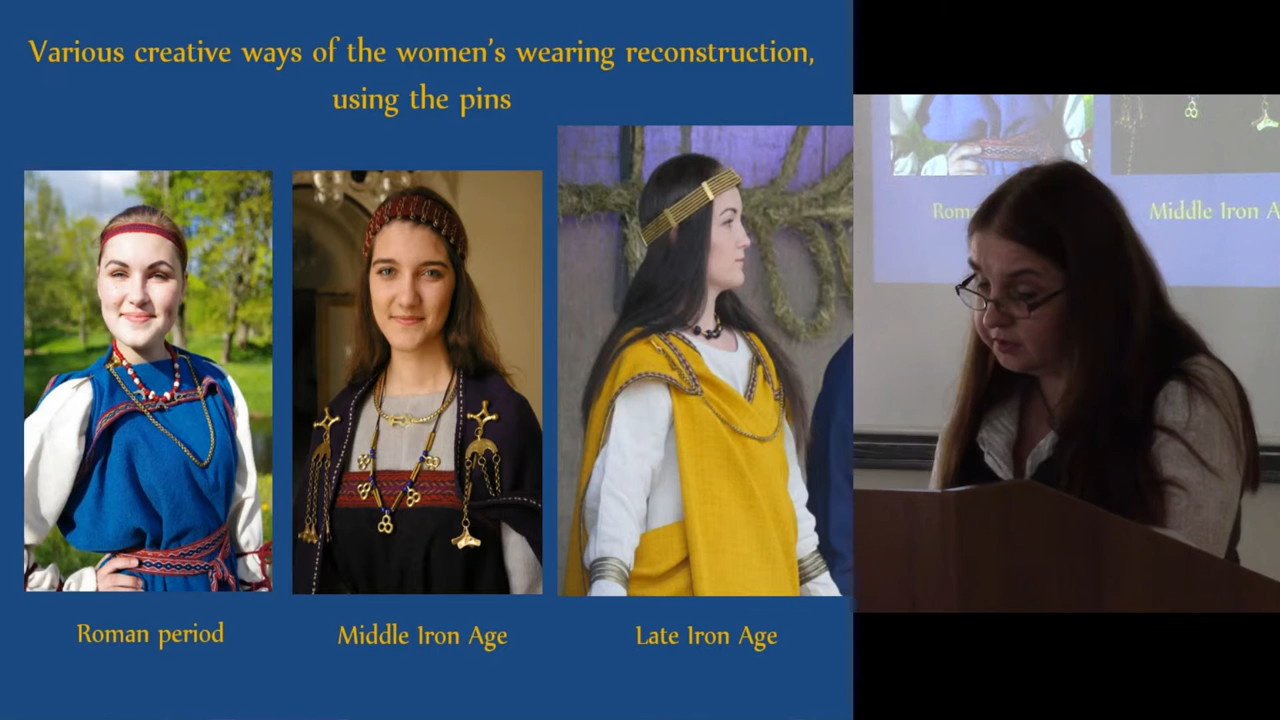 Various creative ways of the women's wearing reconstruction,
using the pins
Roman period
Middle Iron Age
Late Iron Age
Rom
Middle Iron A